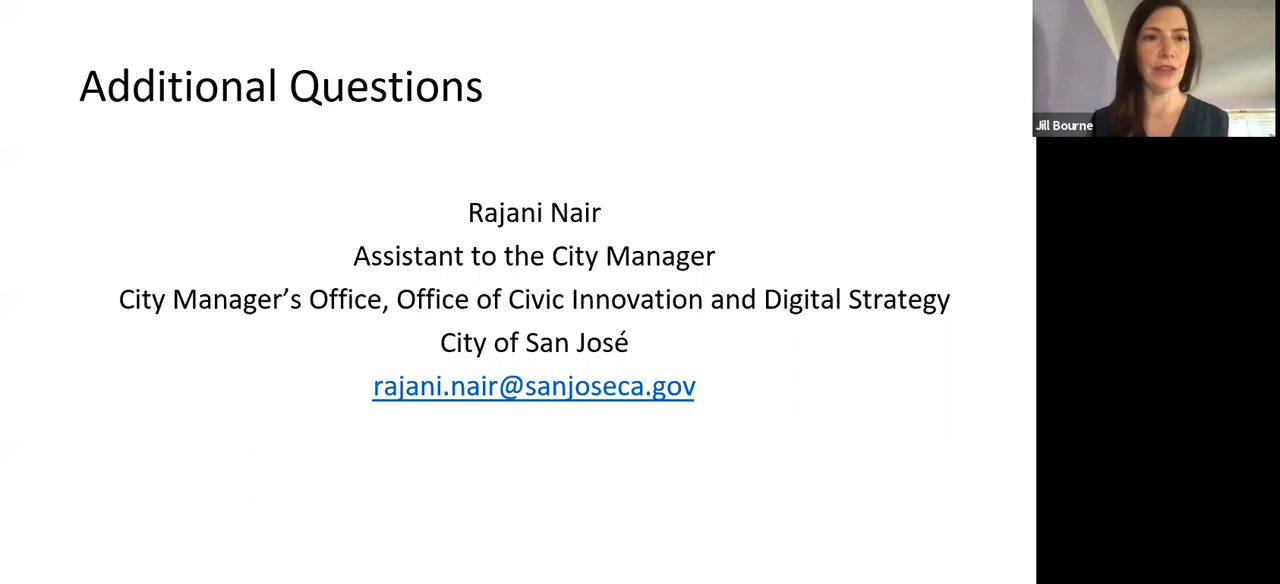 Additional Questions
Jill Bourne
Rajani Nair
Assistant to the City Manager
City Manager’s Office, Office of Civic Innovation and Digital Strategy
City of San José
rajani.nair@sanjoseca.gov